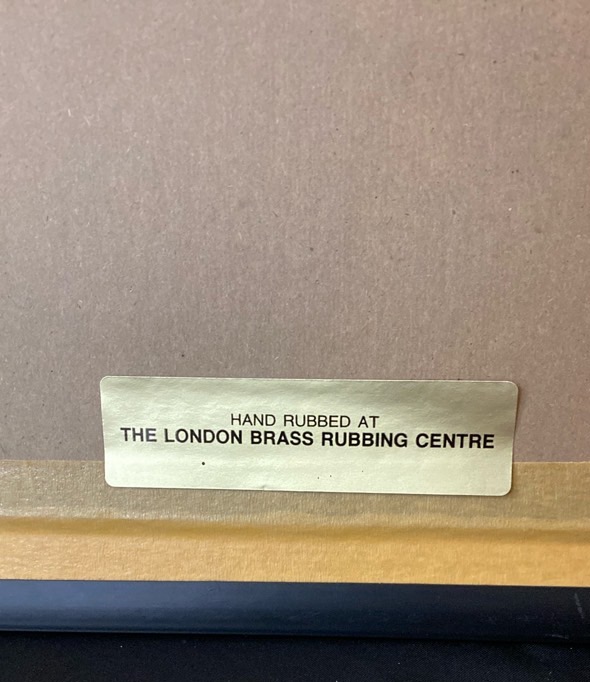 HAND RUBBED AT
THE LONDON BRASS RUBBING CENTRE